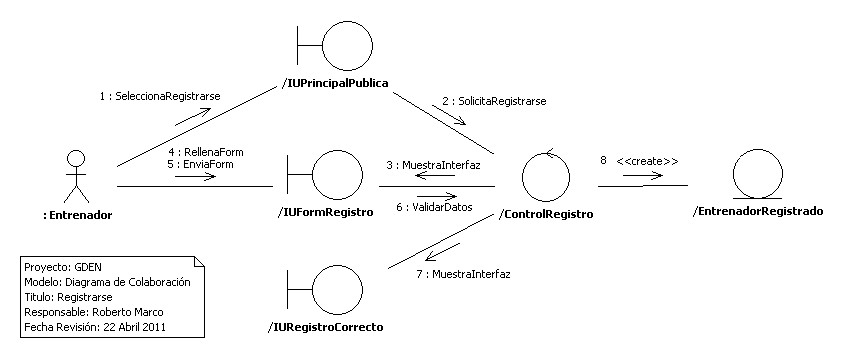 /IUPrincipalPublica
1 : SeleccionaRegistrarse
2 : SolicitaRegistrarse
4 : RellenaForm
5 : EnviaForm
3 : MuestraInterfaz
8 <<create>>
: Entrenador
/IUFormRegistro
6 : ValidarDatos
/ControlRegistro
/EntrenadorRegistrado
7 : MuestraInterfaz
/IURegistroCorrecto
Proyecto: GDEN
Modelo: Diagrama de Colaboración
Titulo: Registrarse
Responsable: Roberto Marco
Fecha Revisión: 22 Abril 2011